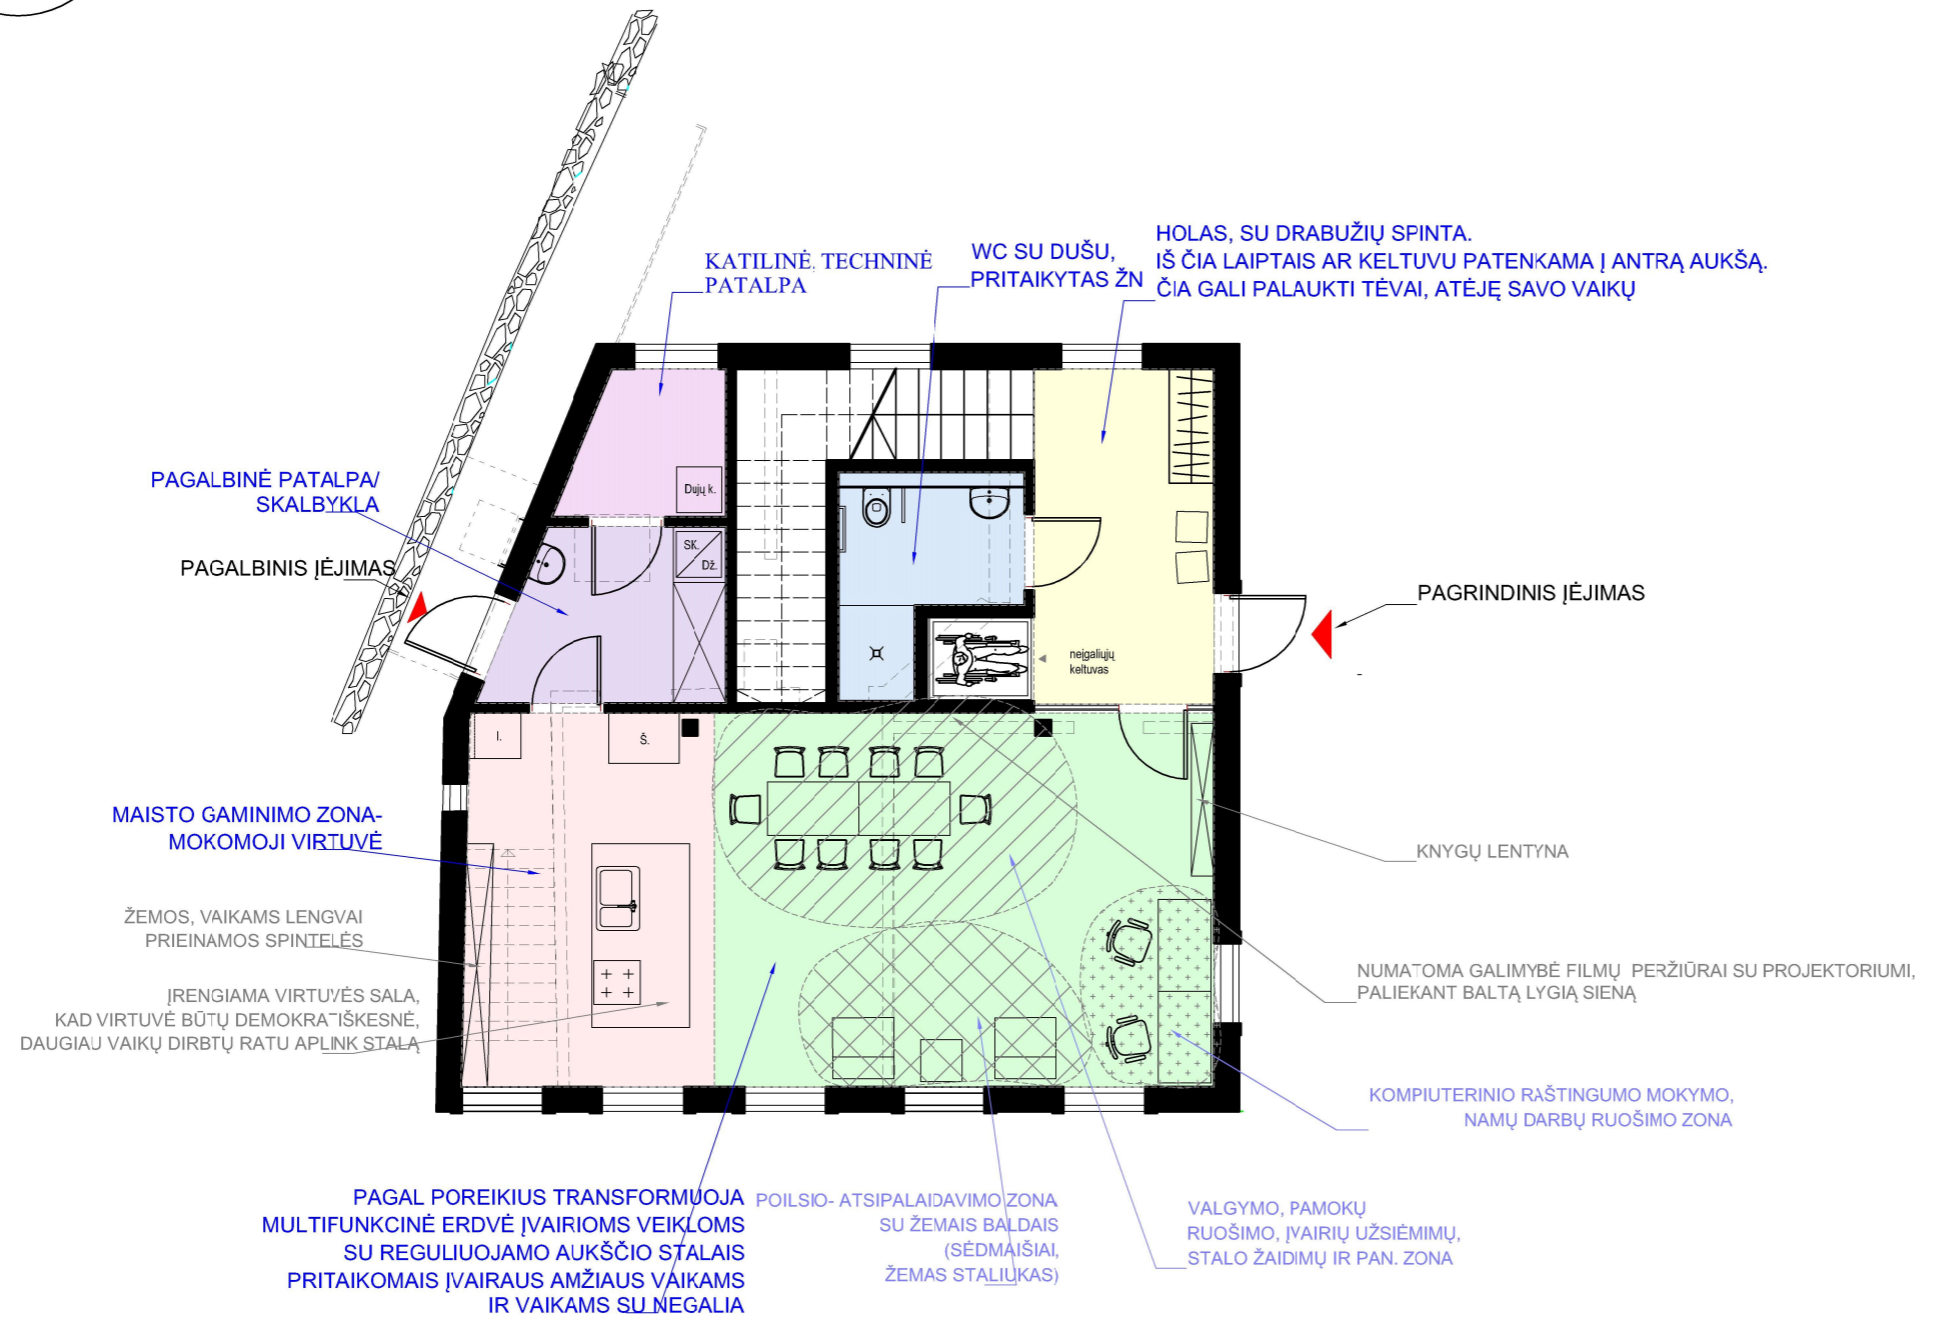 HOLAS, SU DRABUŽIŲ SPINTA.
IŠ ČIA LAIPTAIS AR KELTUVU PATENKAMA Į ANTRĄ AUKŠĄ.
ČIA GALI PALAUKTI TĖVAI, ATĖJĘ SAVO VAIKŲ
WC SU DUŠU,
PRITAIKYTAS ŽN
KATILINĖ, TECHNINĖ
PATALPA
PAGALBINĖ PATALPA/
SKALBYKLA
PAGALBINIS ĮĖJIMAS
Dujų k.
SK.
Dž.
PAGRINDINIS ĮĖJIMAS
neįgaliųjų
keltuvas
I.
Š.
MAISTO GAMINIMO ZONA-
MOKOMOJI VIRTUVĖ
KNYGŲ LENTYNA
ŽEMOS, VAIKAMS LENGVAI
PRIEINAMOS SPINTELĖS
NUMATOMA GALIMYBĖ FILMŲ PERŽIŪRAI SU PROJEKTORIUMI,
PALIEKANT BALTĄ LYGIĄ SIENĄ
ĮRENGIAMA VIRTUVĖS SALA,
KAD VIRTUVĖ BŪTŲ DEMOKRATIŠKESNĖ,
DAUGIAU VAIKŲ DIRBTŲ RATU APLINK STALĄ
KOMPIUTERINIO RAŠTINGUMO MOKYMO,
NAMŲ DARBŲ RUOŠIMO ZONA
PAGAL POREIKIUS TRANSFORMUOJA
MULTIFUNKCINĖ ERDVĖ ĮVAIRIOMS VEIKLOMS
SU REGULIUOJAMO AUKŠČIO STALAIS
PRITAIKOMAIS ĮVAIRAUS AMŽIAUS VAIKAMS
IR VAIKAMS SU NEGALIA
POILSIO- ATSIPALAIDAVIMO ZONA
SU ŽEMAIS BALDAIS
(SĖDMAIŠIAI,
ŽEMAS STALIUKAS)
VALGYMO, PAMOKŲ
RUOŠIMO, ĮVAIRIŲ UŽSIĖMIMŲ,
STALO ŽAIDIMŲ IR PAN. ZONA